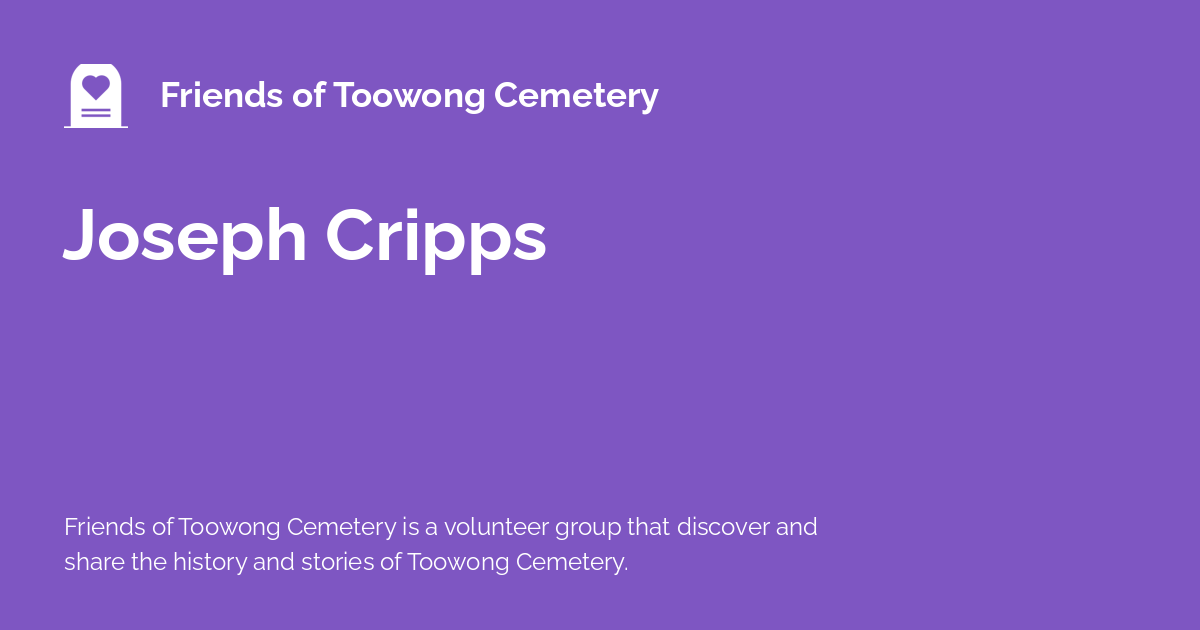 Friends of Toowong Cemetery
Joseph Cripps
Friends of Toowong Cemetery is a volunteer group that discover and
share the history and stories of Toowong Cemetery.